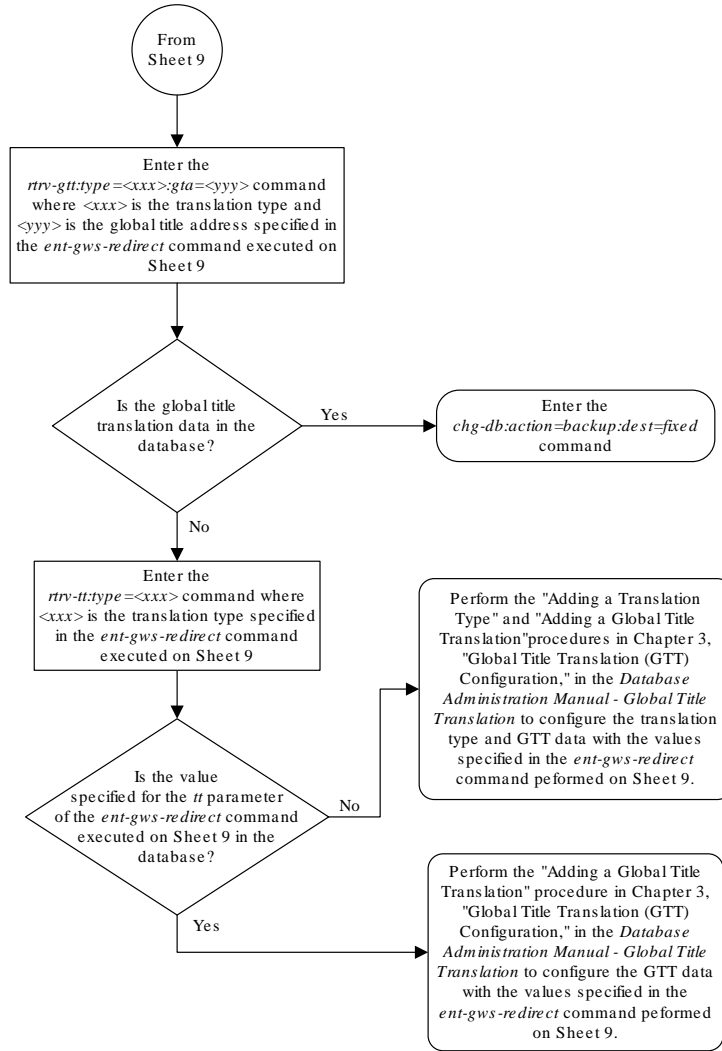 From
Sheet 9
Enter the
rtrv-gtt:type=<xxx>:gta=<yyy> command
where <xxx> is the translation type and
<yyy> is the global title address specified in
the ent-gws-redirect command executed on
Sheet 9
Is the global title
translation data in the
database?
Yes
Enter the
chg-db:action=backup:dest=fixed
command
No
Enter the
rtrv-tt:type=<xxx> command where
<xxx> is the translation type specified
in the ent-gws-redirect command
executed on Sheet 9
Is the value
specified for the tt parameter
of the ent-gws-redirect command
executed on Sheet 9 in the
database?
No
Perform the "Adding a Translation
Type" and "Adding a Global Title
Translation"procedures in Chapter 3,
"Global Title Translation (GTT)
Configuration," in the Database
Administration Manual - Global Title
Translation to configure the translation
type and GTT data with the values
specified in the ent-gws-redirect
command peformed on Sheet 9.
Yes
Perform the "Adding a Global Title
Translation" procedure in Chapter 3,
"Global Title Translation (GTT)
Configuration," in the Database
Administration Manual - Global Title
Translation to configure the GTT data
with the values specified in the
ent-gws-redirect command peformed
on Sheet 9.